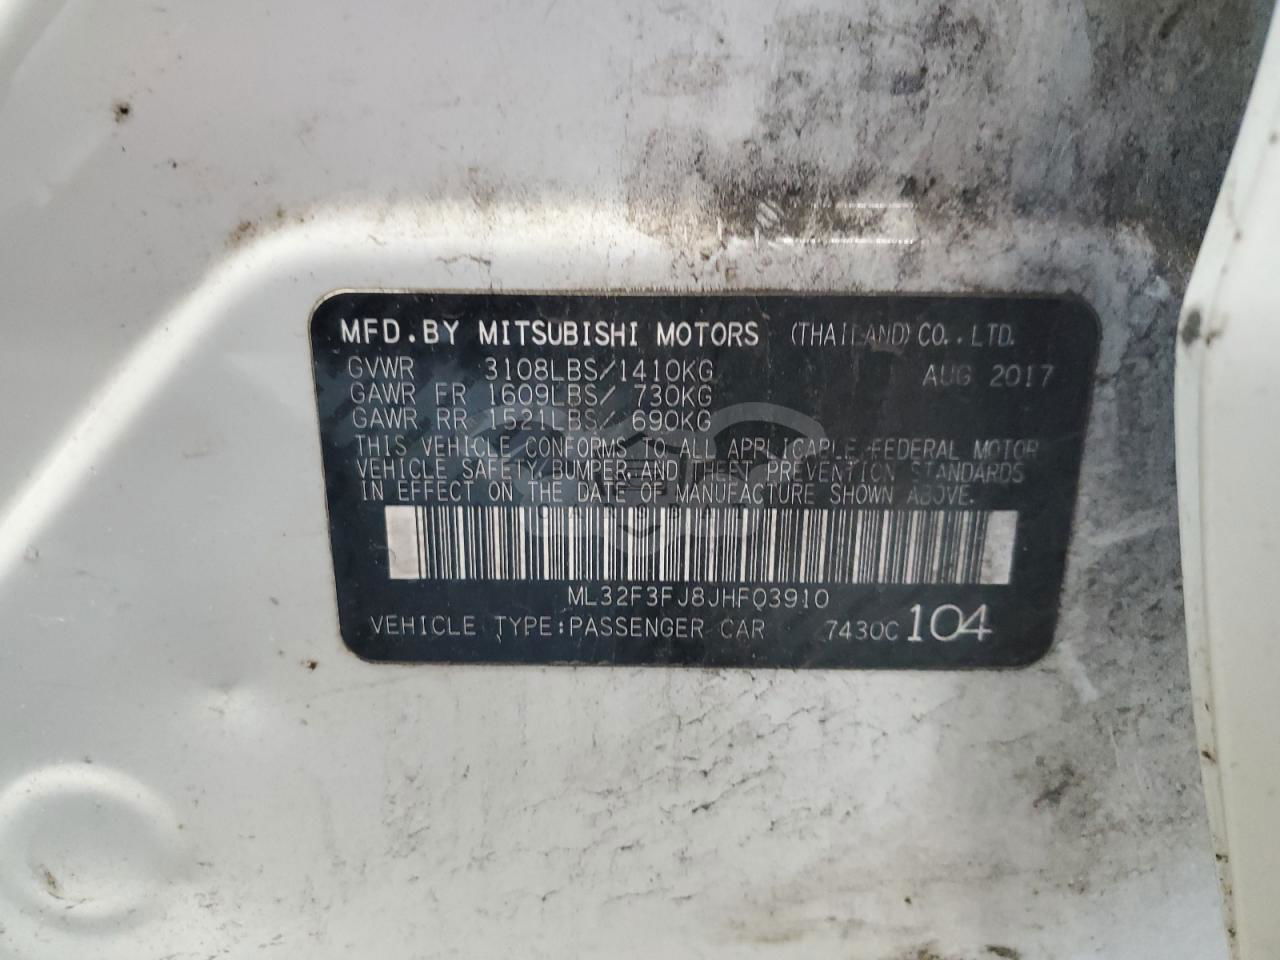 MFD.BY MITSUBISHI MOTORS (THAILAND) CO.,LTD.
GVWR 3108LBS/1410KG AUG 2017
GAWR FR 1609LBS/ 730KG
GAWR RR 1521LBS/ 690KG
THIS VEHICLE CONFORMS TO ALL APPLICABLE FEDERAL MOTOR
VEHICLE SAFETY, BUMPER, AND THEFT PREVENTION STANDARDS
IN EFFECT ON THE DATE OF MANUFACTURE SHOWN ABOVE.
ML32F3FJ8JHF03910
VEHICLE TYPE:PASSENGER CAR 7430C 104